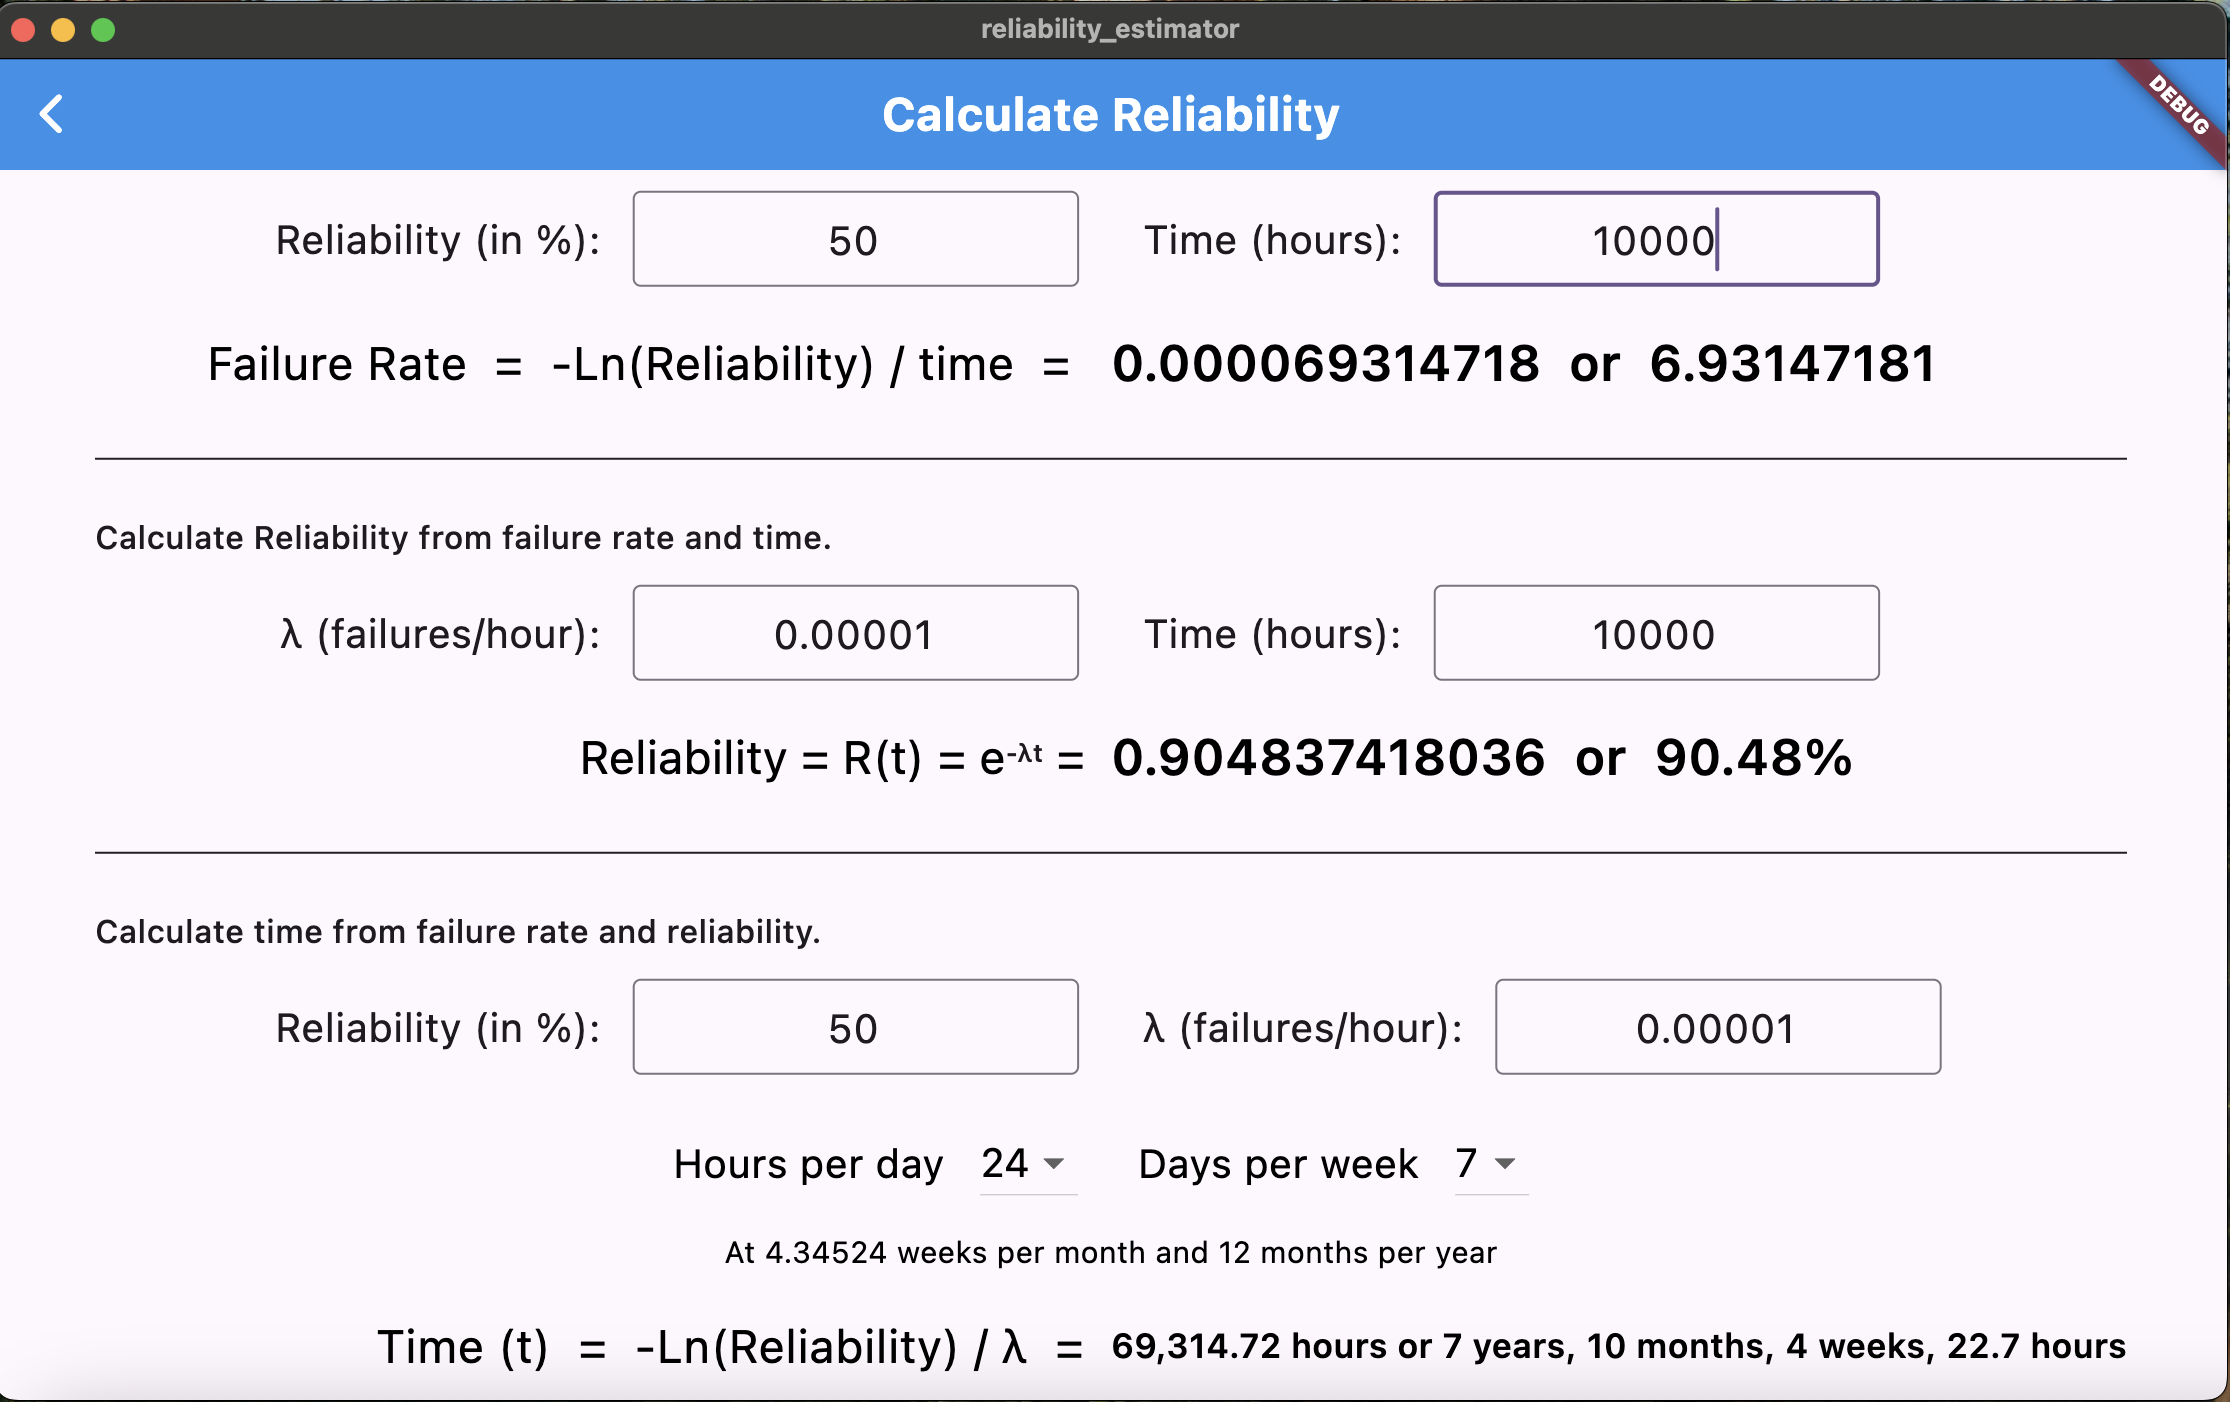 reliability_estimator
Calculate Reliability
DEBUG
Reliability (in %): 50 Time (hours): 10000
Failure Rate = -Ln(Reliability) / time = 0.000069314718 or 6.93147181
Calculate Reliability from failure rate and time.
λ (failures/hour): 0.00001 Time (hours): 10000
Reliability = R(t) = e-λt = 0.904837418036 or 90.48%
Calculate time from failure rate and reliability.
Reliability (in %): 50 λ (failures/hour): 0.00001
Hours per day 24 Days per week 7
At 4.34524 weeks per month and 12 months per year
Time (t) = -Ln(Reliability) / λ = 69,314.72 hours or 7 years, 10 months, 4 weeks, 22.7 hours